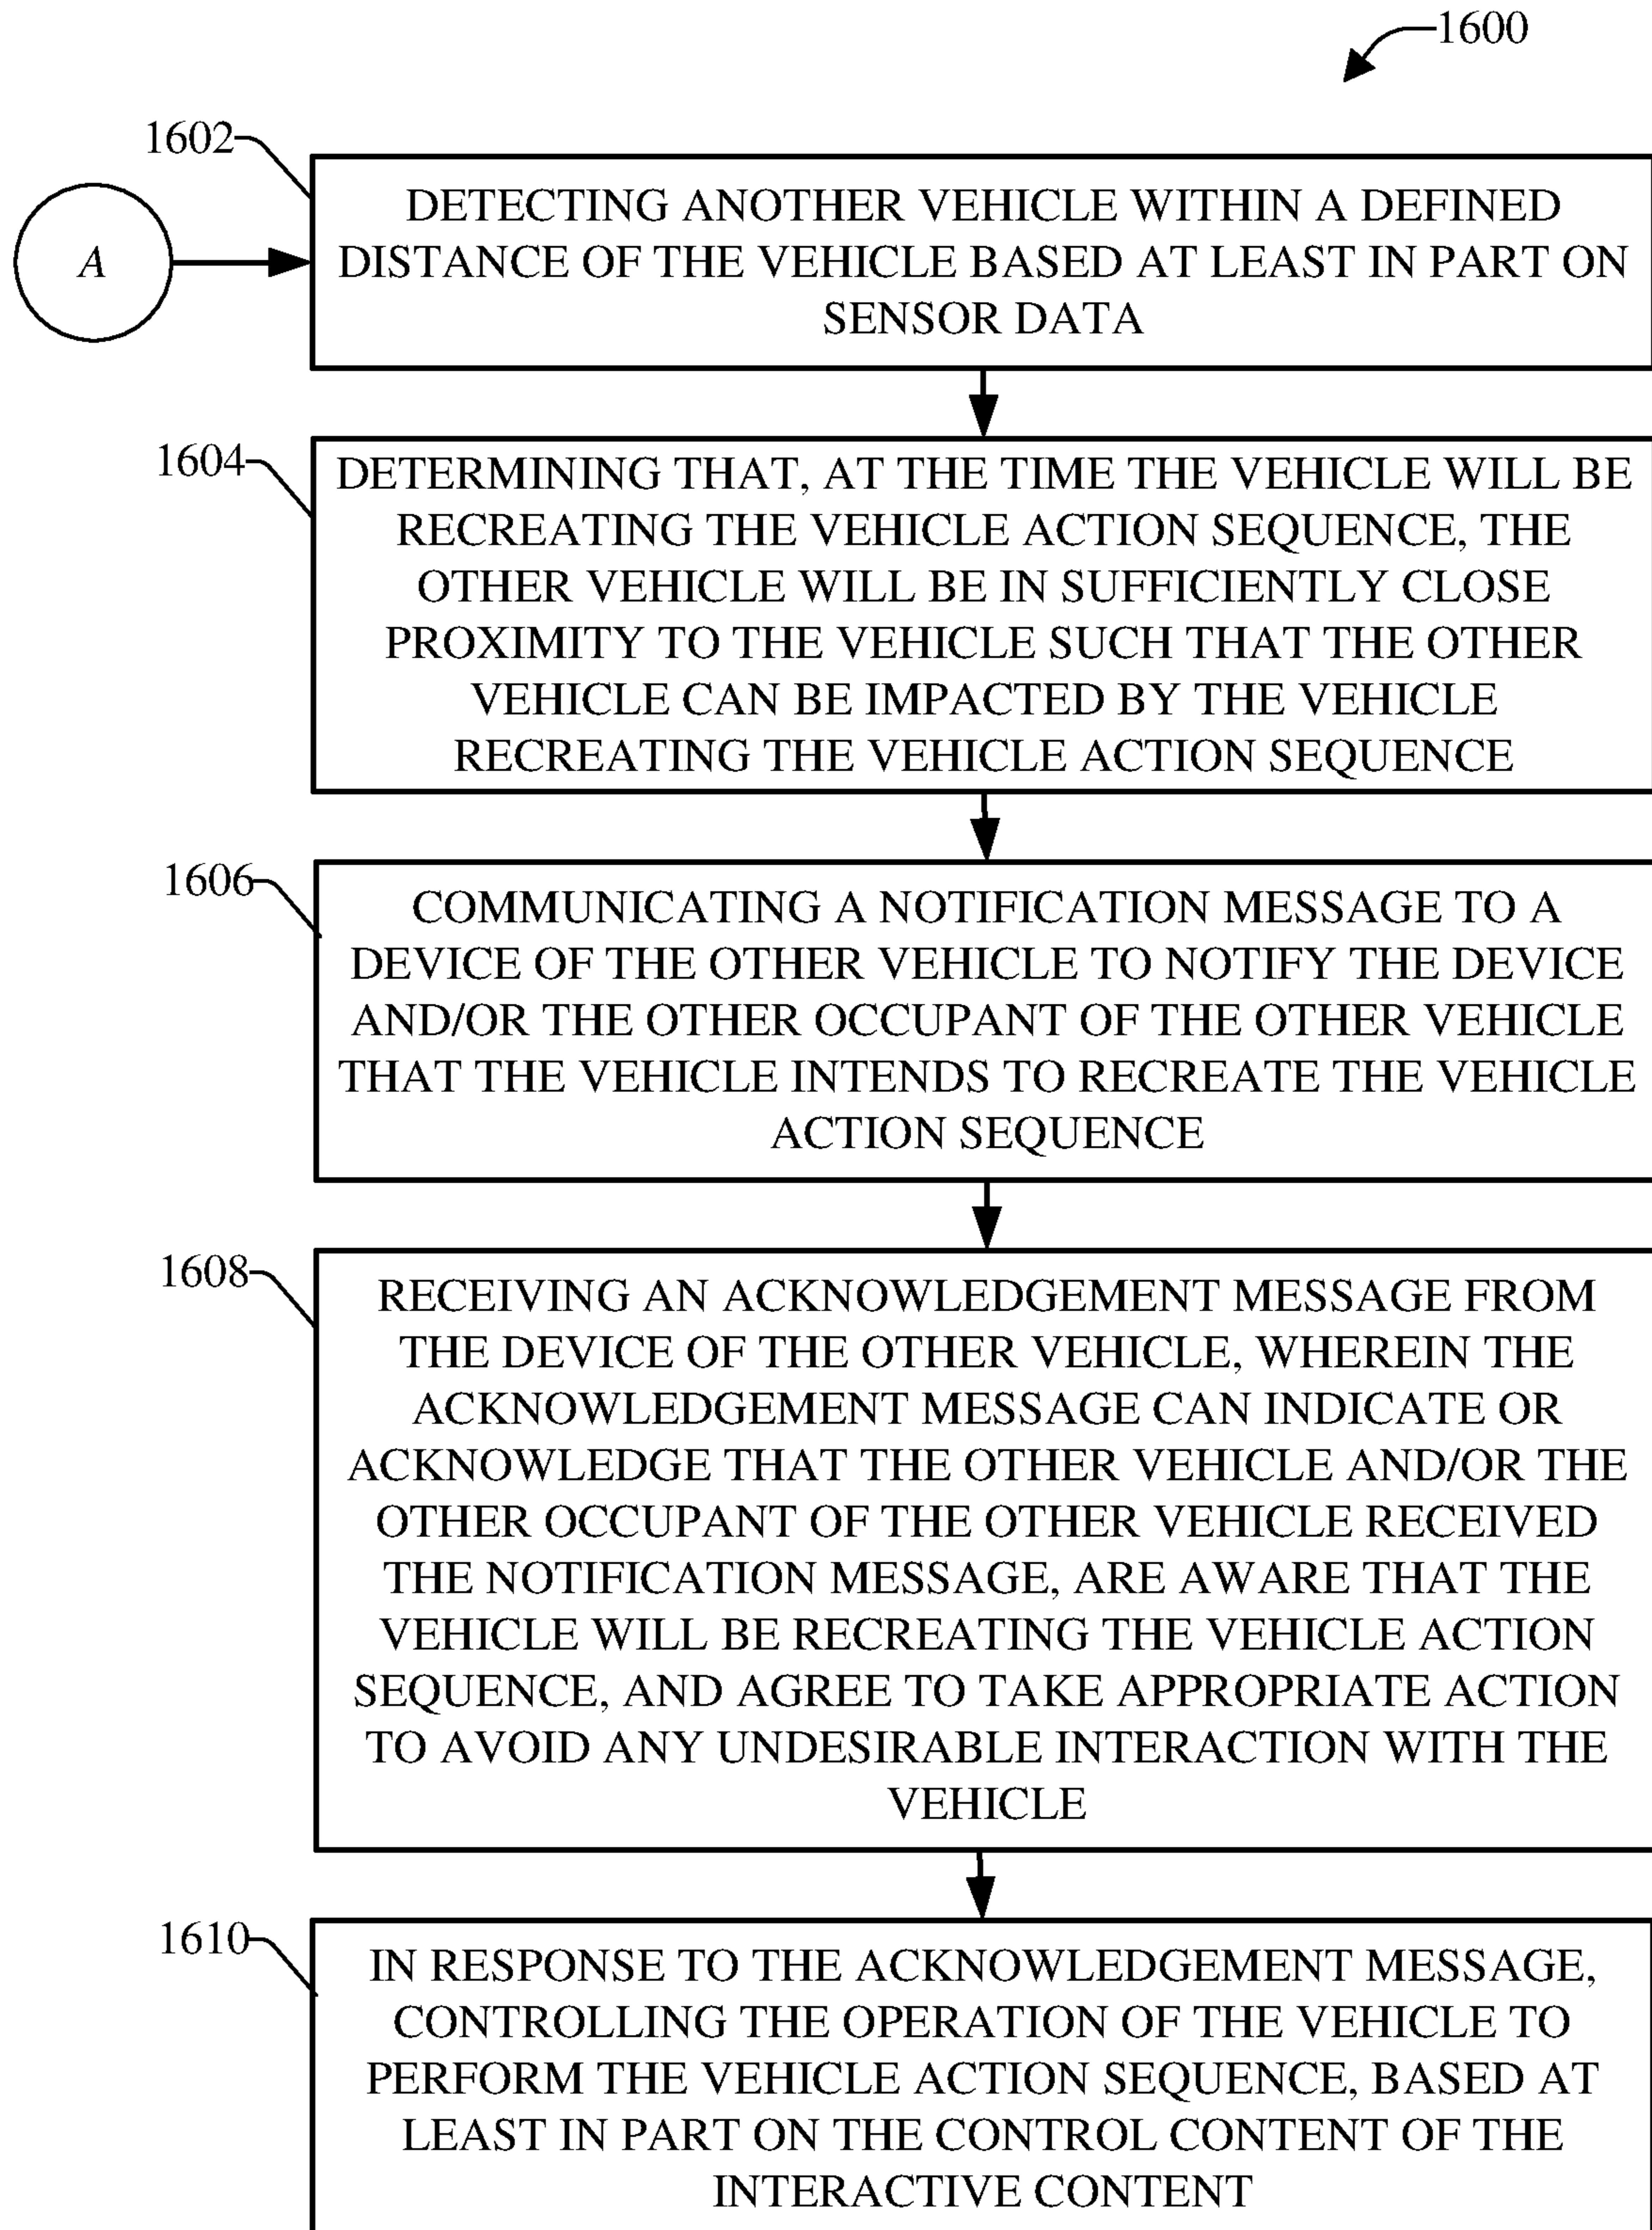 1600
1602
A
DETECTING ANOTHER VEHICLE WITHIN A DEFINED
DISTANCE OF THE VEHICLE BASED AT LEAST IN PART ON
SENSOR DATA
1604
DETERMINING THAT, AT THE TIME THE VEHICLE WILL BE
RECREATING THE VEHICLE ACTION SEQUENCE, THE
OTHER VEHICLE WILL BE IN SUFFICIENTLY CLOSE
PROXIMITY TO THE VEHICLE SUCH THAT THE OTHER
VEHICLE CAN BE IMPACTED BY THE VEHICLE
RECREATING THE VEHICLE ACTION SEQUENCE
1606
COMMUNICATING A NOTIFICATION MESSAGE TO A
DEVICE OF THE OTHER VEHICLE TO NOTIFY THE DEVICE
AND/OR THE OTHER OCCUPANT OF THE OTHER VEHICLE
THAT THE VEHICLE INTENDS TO RECREATE THE VEHICLE
ACTION SEQUENCE
1608
RECEIVING AN ACKNOWLEDGEMENT MESSAGE FROM
THE DEVICE OF THE OTHER VEHICLE, WHEREIN THE
ACKNOWLEDGEMENT MESSAGE CAN INDICATE OR
ACKNOWLEDGE THAT THE OTHER VEHICLE AND/OR THE
OTHER OCCUPANT OF THE OTHER VEHICLE RECEIVED
THE NOTIFICATION MESSAGE, ARE AWARE THAT THE
VEHICLE WILL BE RECREATING THE VEHICLE ACTION
SEQUENCE, AND AGREE TO TAKE APPROPRIATE ACTION
TO AVOID ANY UNDESIRABLE INTERACTION WITH THE
VEHICLE
1610
IN RESPONSE TO THE ACKNOWLEDGEMENT MESSAGE,
CONTROLLING THE OPERATION OF THE VEHICLE TO
PERFORM THE VEHICLE ACTION SEQUENCE, BASED AT
LEAST IN PART ON THE CONTROL CONTENT OF THE
INTERACTIVE CONTENT